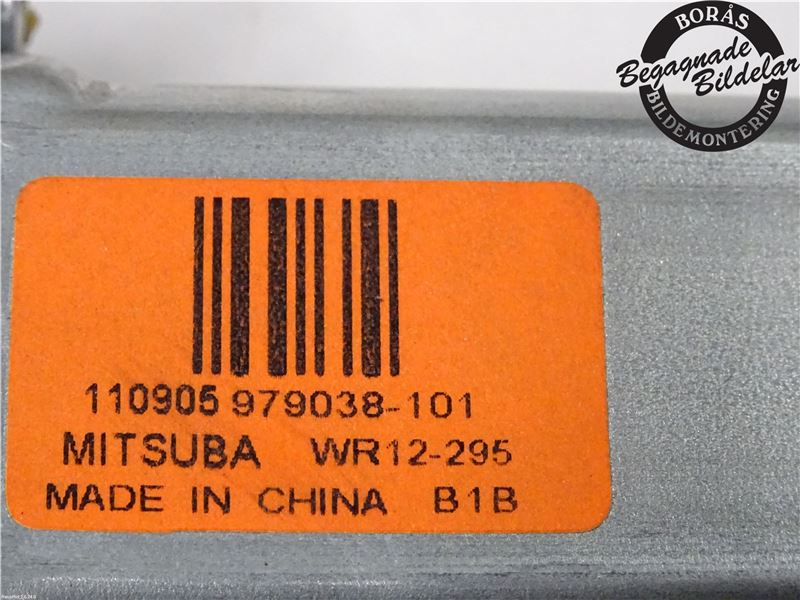 BORÅS
Begagnade
Bildelar
BILDEMONTERING
110905 979038-101
MITSUBA WR12-295
MADE IN CHINA B1B